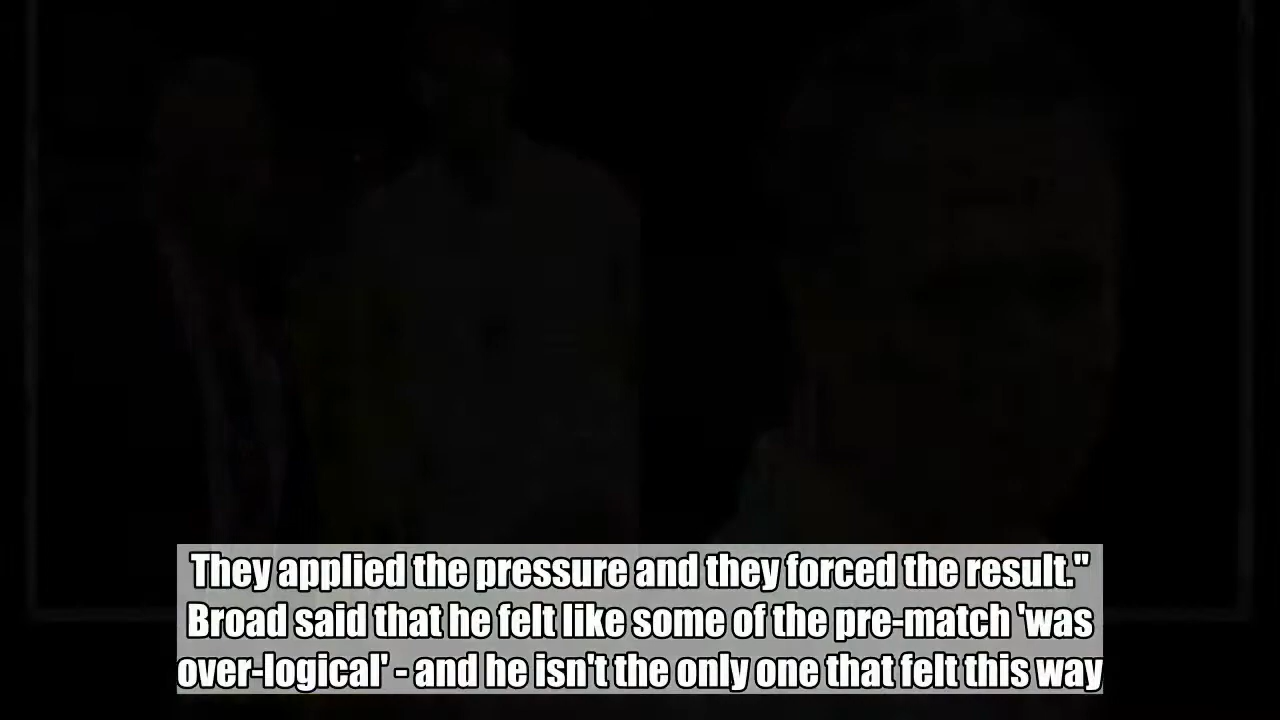 They applied the pressure and they forced the result."
Broad said that he felt like some of the pre-match 'was
over-logical' - and he isn't the only one that felt this way